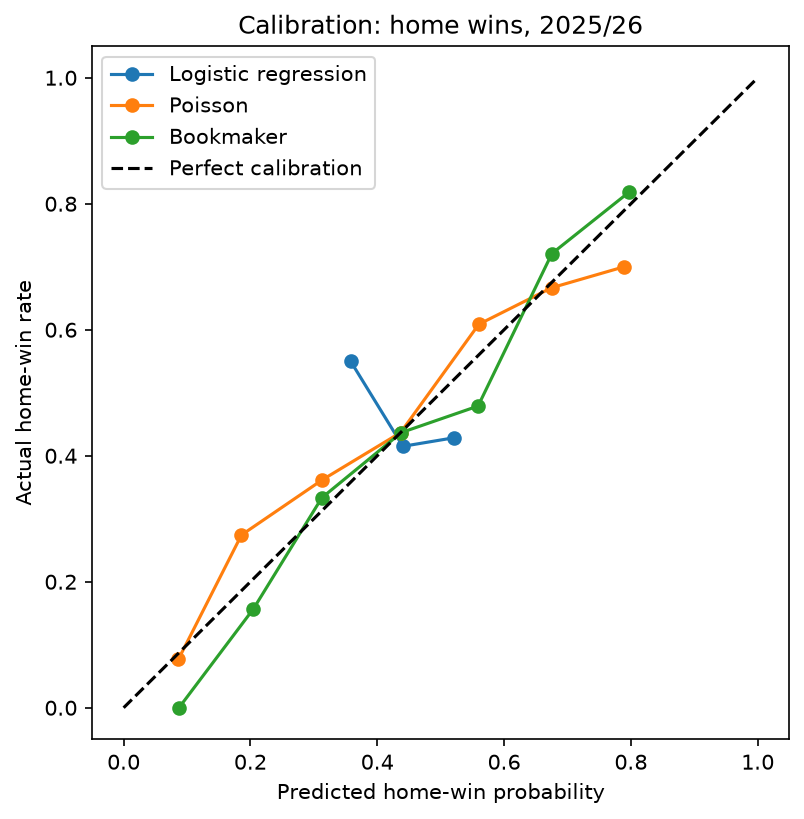 Calibration: home wins, 2025/26
Logistic regression
Poisson
Bookmaker
Perfect calibration
1.0
0.8
0.6
0.4
0.2
0.0
Actual home-win rate
0.0 0.2 0.4 0.6 0.8 1.0
Predicted home-win probability